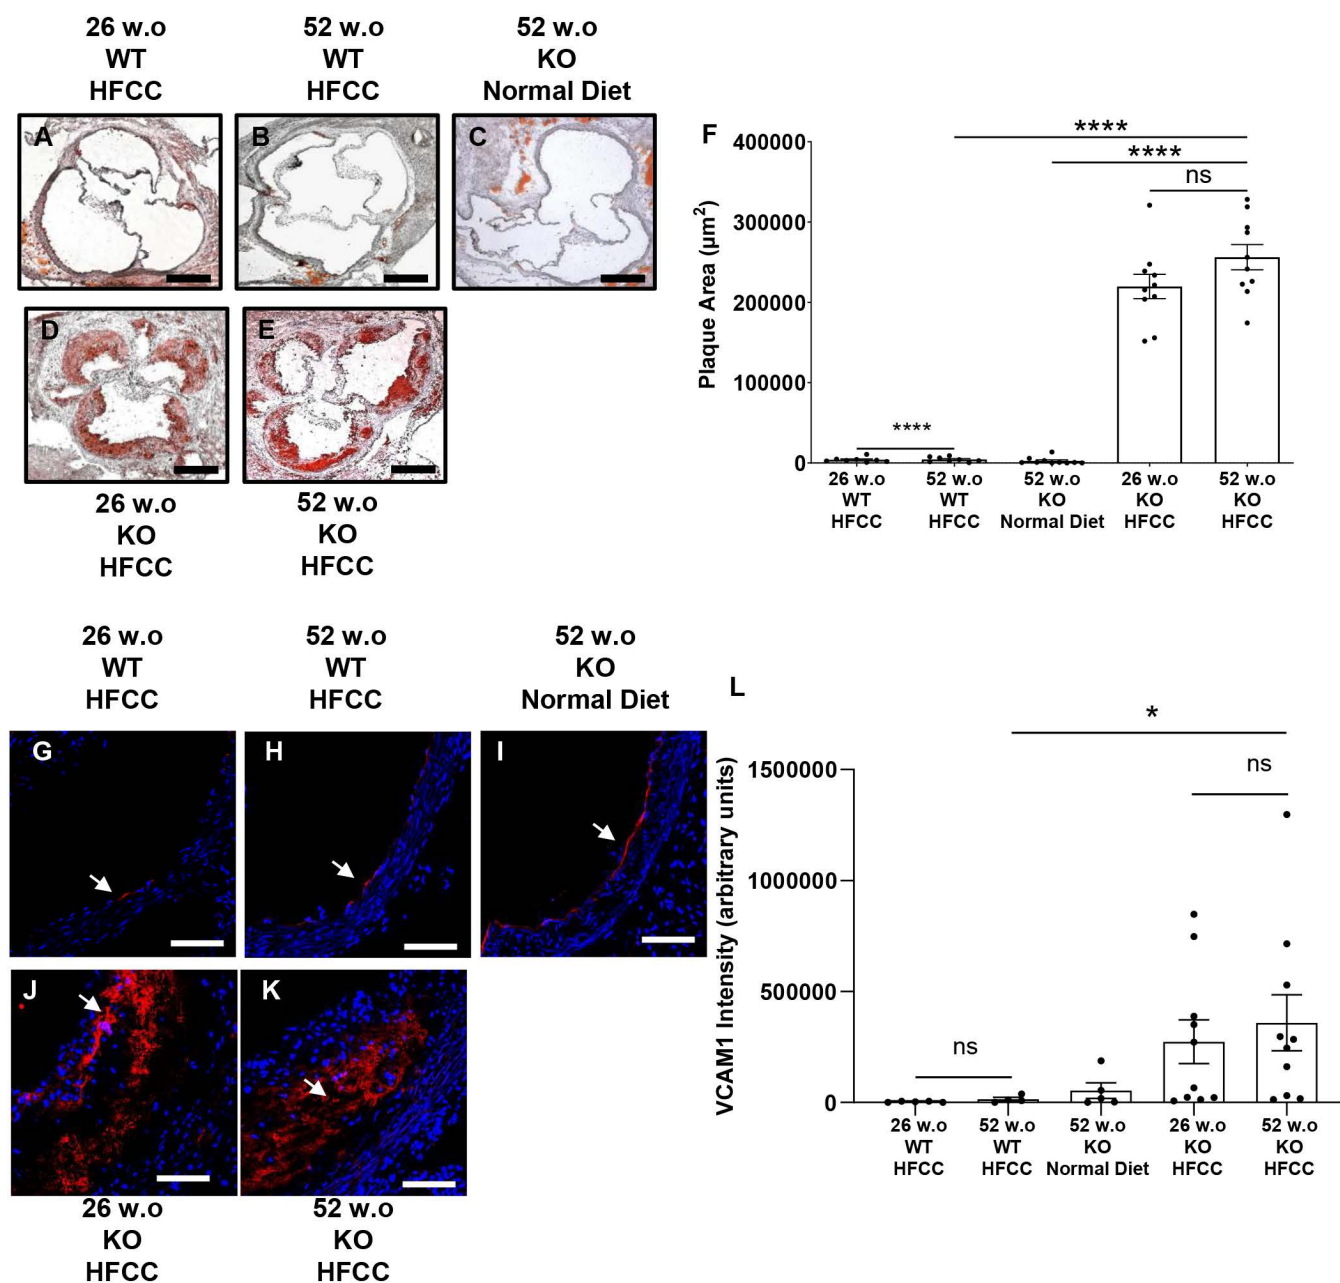 26 w.o
WT
HFCC
52 w.o
WT
HFCC
52 w.o
KO
Normal Diet
A
B
C
D
E
26 w.o
KO
HFCC
52 w.o
KO
HFCC
F
Plaque Area (µm²)
400000
300000
200000
100000
0
****
****
ns
****
26 w.o
WT
HFCC
52 w.o
WT
HFCC
52 w.o
KO
Normal Diet
26 w.o
KO
HFCC
52 w.o
KO
HFCC
26 w.o
WT
HFCC
52 w.o
WT
HFCC
52 w.o
KO
Normal Diet
G
H
I
J
K
26 w.o
KO
HFCC
52 w.o
KO
HFCC
L
VCAM1 Intensity (arbitrary units)
1500000
1000000
500000
0
*
ns
ns
26 w.o
WT
HFCC
52 w.o
WT
HFCC
52 w.o
KO
Normal Diet
26 w.o
KO
HFCC
52 w.o
KO
HFCC